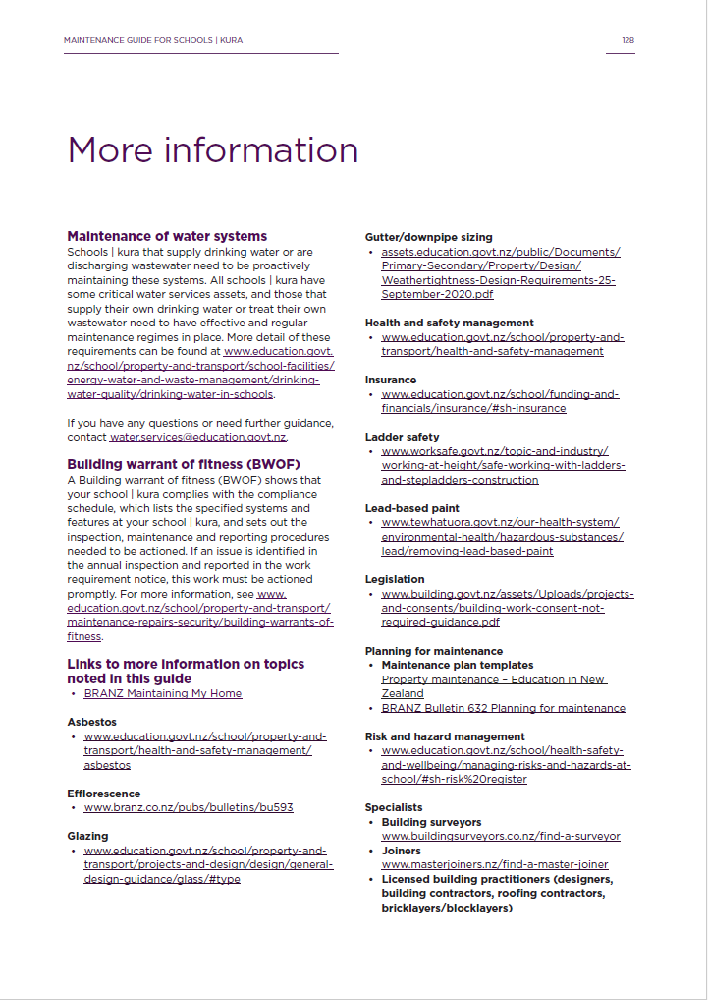 MAINTENANCE GUIDE FOR SCHOOLS | KURA
128
More information
Maintenance of water systems
Schools | kura that supply drinking water or are
discharging wastewater need to be proactively
maintaining these systems. All schools | kura have
some critical water services assets, and those that
supply their own drinking water or treat their own
wastewater need to have effective and regular
maintenance regimes in place. More detail of these
requirements can be found at www.education.govt.
nz/school/property-and-transport/school-facilities/
energy-water-and-waste-management/drinking-
water-quality/drinking-water-in-schools.
If you have any questions or need further guidance,
contact water.services@education.govt.nz.
Building warrant of fitness (BWOF)
A Building warrant of fitness (BWOF) shows that
your school | kura complies with the compliance
schedule, which lists the specified systems and
features at your school | kura, and sets out the
inspection, maintenance and reporting procedures
needed to be actioned. If an issue is identified in
the annual inspection and reported in the work
requirement notice, this work must be actioned
promptly. For more information, see www.
education.govt.nz/school/property-and-transport/
maintenance-repairs-security/building-warrants-of-
fitness.
Links to more information on topics
noted in this guide
• BRANZ Maintaining My Home
Asbestos
• www.education.govt.nz/school/property-and-
transport/health-and-safety-management/
asbestos
Efflorescence
• www.branz.co.nz/pubs/bulletins/bu593
Glazing
• www.education.govt.nz/school/property-and-
transport/projects-and-design/design/general-
design-guidance/glass/#type
Gutter/downpipe sizing
• assets.education.govt.nz/public/Documents/
Primary-Secondary/Property/Design/
Weathertightness-Design-Requirements-25-
September-2020.pdf
Health and safety management
• www.education.govt.nz/school/property-and-
transport/health-and-safety-management
Insurance
• www.education.govt.nz/school/funding-and-
financials/insurance/#sh-insurance
Ladder safety
• www.worksafe.govt.nz/topic-and-industry/
working-at-height/safe-working-with-ladders-
and-stepladders-construction
Lead-based paint
• www.tewhatuora.govt.nz/our-health-system/
environmental-health/hazardous-substances/
lead/removing-lead-based-paint
Legislation
• www.building.govt.nz/assets/Uploads/projects-
and-consents/building-work-consent-not-
required-guidance.pdf
Planning for maintenance
• Maintenance plan templates
Property maintenance – Education in New
Zealand
• BRANZ Bulletin 632 Planning for maintenance
Risk and hazard management
• www.education.govt.nz/school/health-safety-
and-wellbeing/managing-risks-and-hazards-at-
school/#sh-risk%20register
Specialists
• Building surveyors
www.buildingsurveyors.co.nz/find-a-surveyor
• Joiners
www.masterjoiners.nz/find-a-master-joiner
• Licensed building practitioners (designers,
building contractors, roofing contractors,
bricklayers/blocklayers)